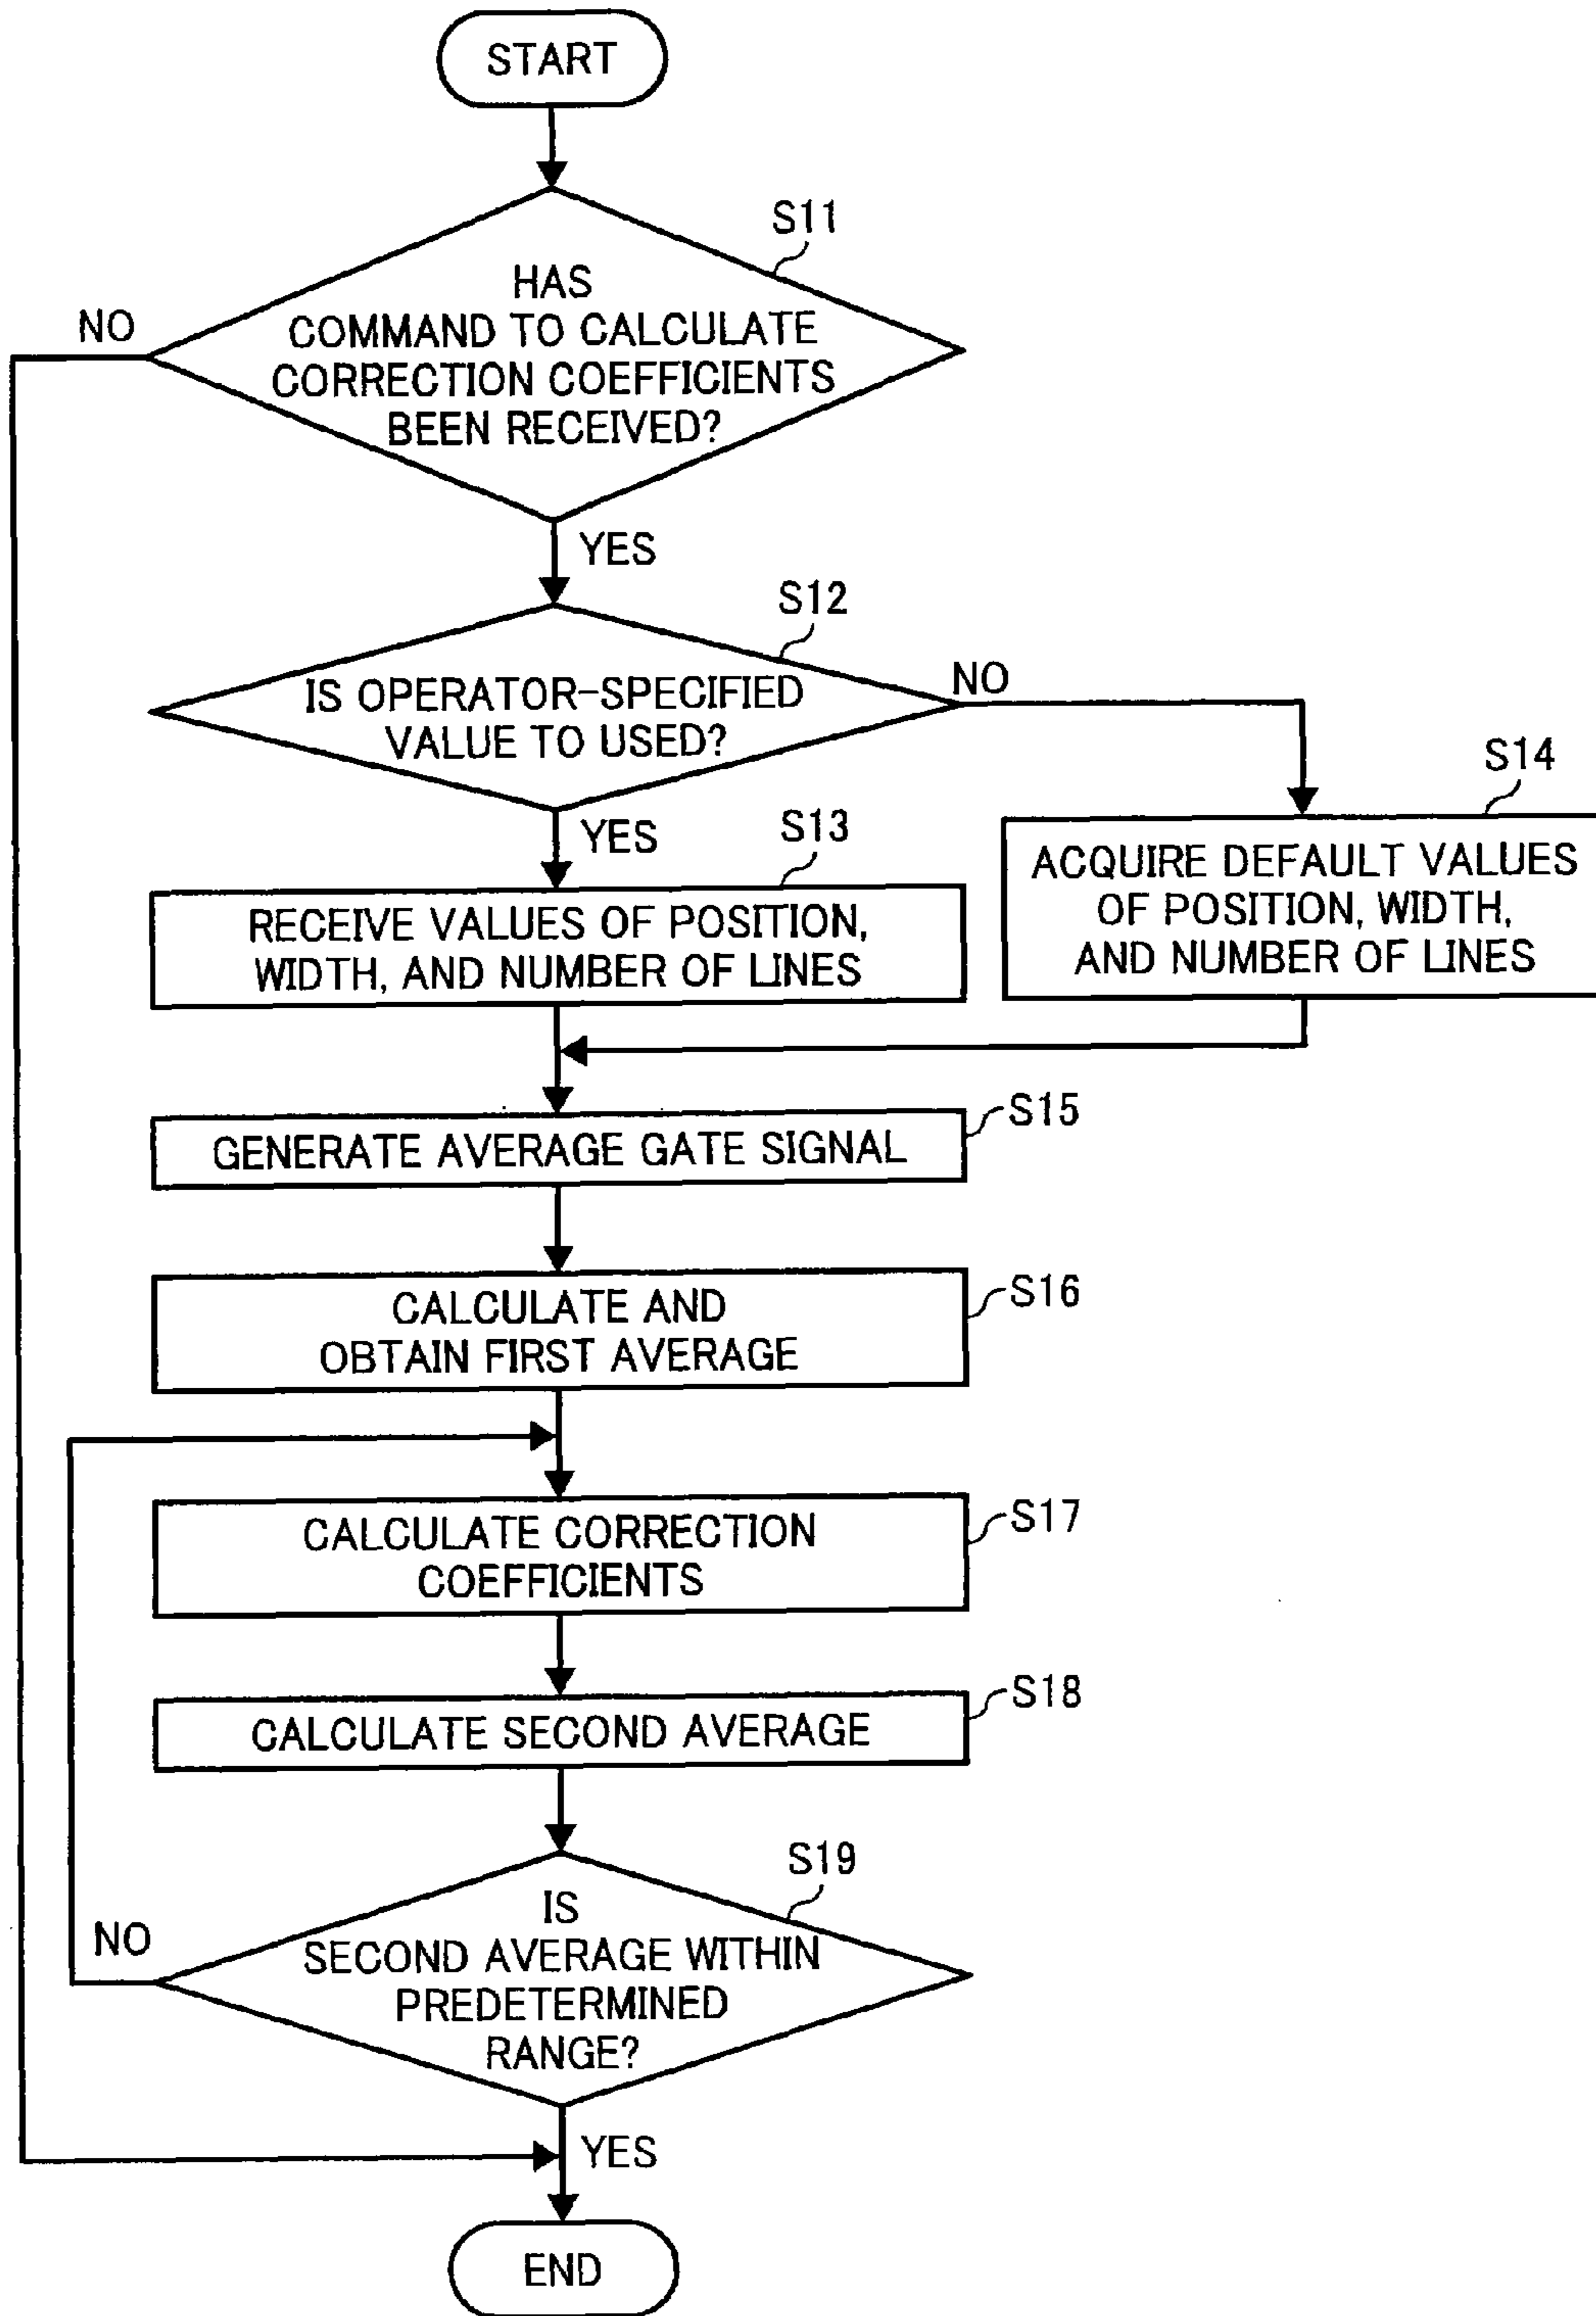 START
S11
HAS
COMMAND TO CALCULATE
CORRECTION COEFFICIENTS
BEEN RECEIVED?
NO
YES
S12
IS OPERATOR-SPECIFIED
VALUE TO USED?
NO
YES
S13
RECEIVE VALUES OF POSITION,
WIDTH, AND NUMBER OF LINES
S14
ACQUIRE DEFAULT VALUES
OF POSITION, WIDTH,
AND NUMBER OF LINES
S15
GENERATE AVERAGE GATE SIGNAL
S16
CALCULATE AND
OBTAIN FIRST AVERAGE
S17
CALCULATE CORRECTION
COEFFICIENTS
S18
CALCULATE SECOND AVERAGE
S19
IS
SECOND AVERAGE WITHIN
PREDETERMINED
RANGE?
NO
YES
END